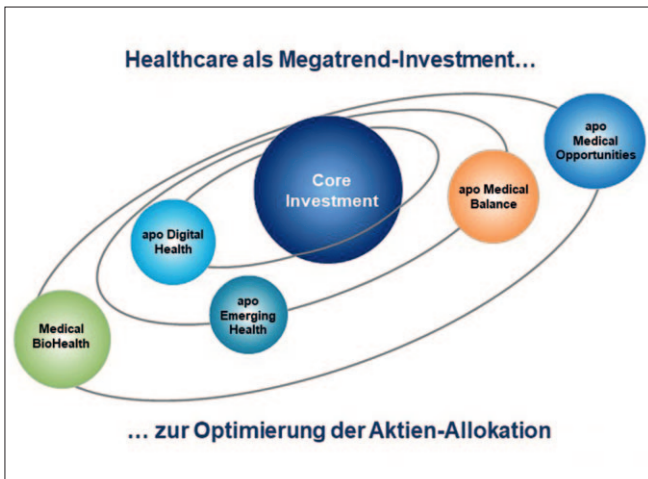 Healthcare als Megatrend-Investment...
apo
Medical
Opportunities
Core
Investment
apo Medical
Balance
apo Digital
Health
apo
Emerging
Health
Medical
BioHealth
... zur Optimierung der Aktien-Allokation